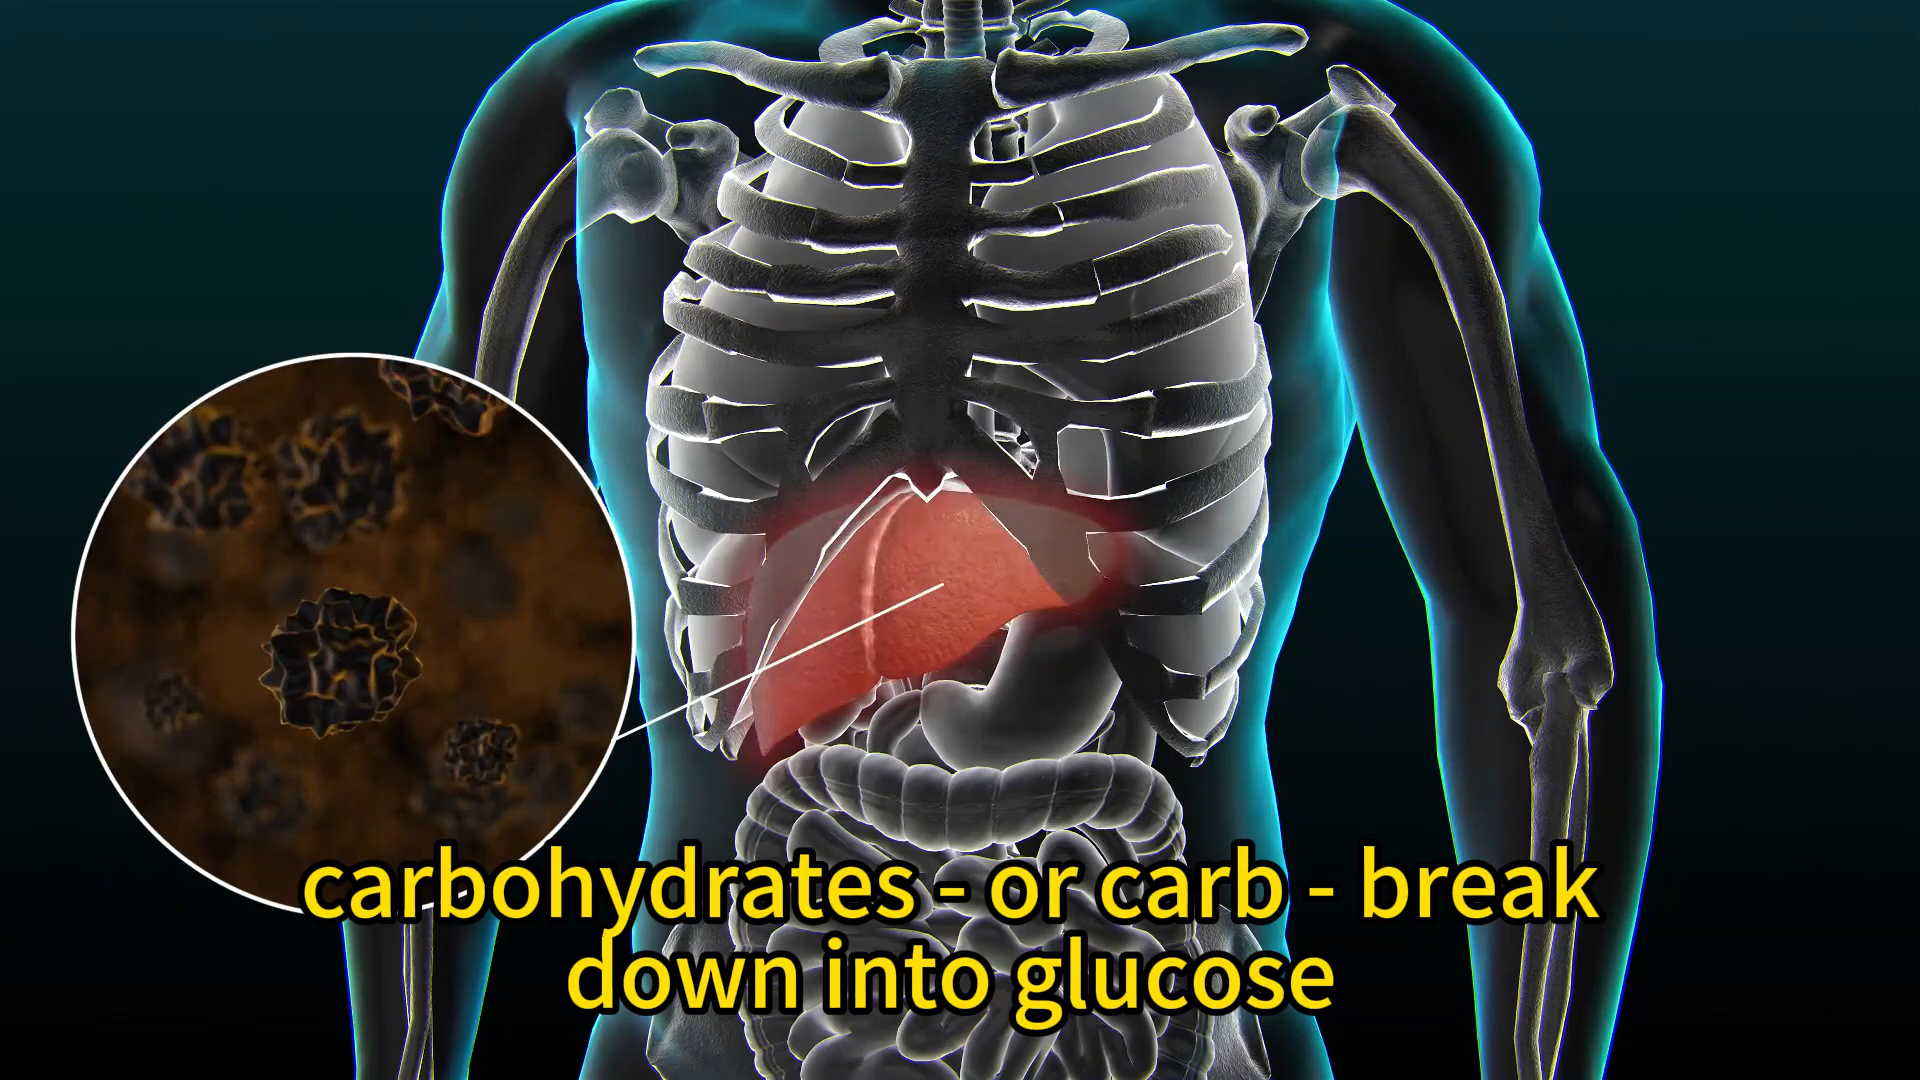 carbohydrates - or carb - break
down into glucose